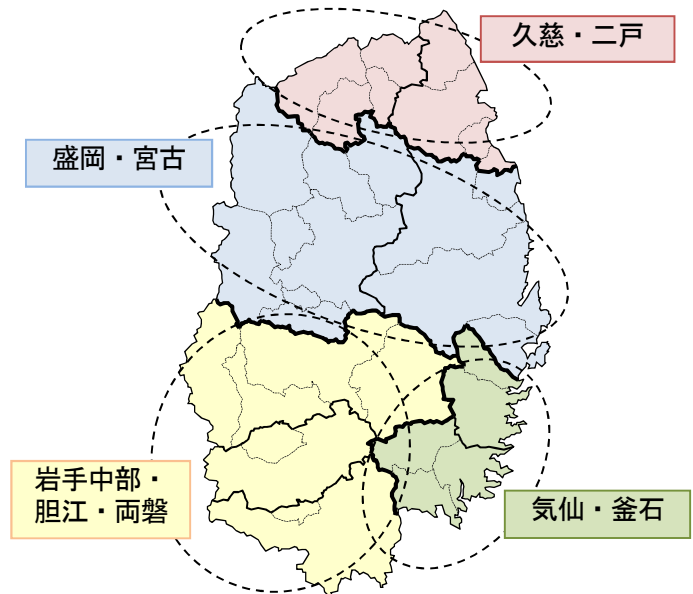 久慈・二戸
盛岡・宮古
岩手中部・
胆江・両磐
気仙・釜石